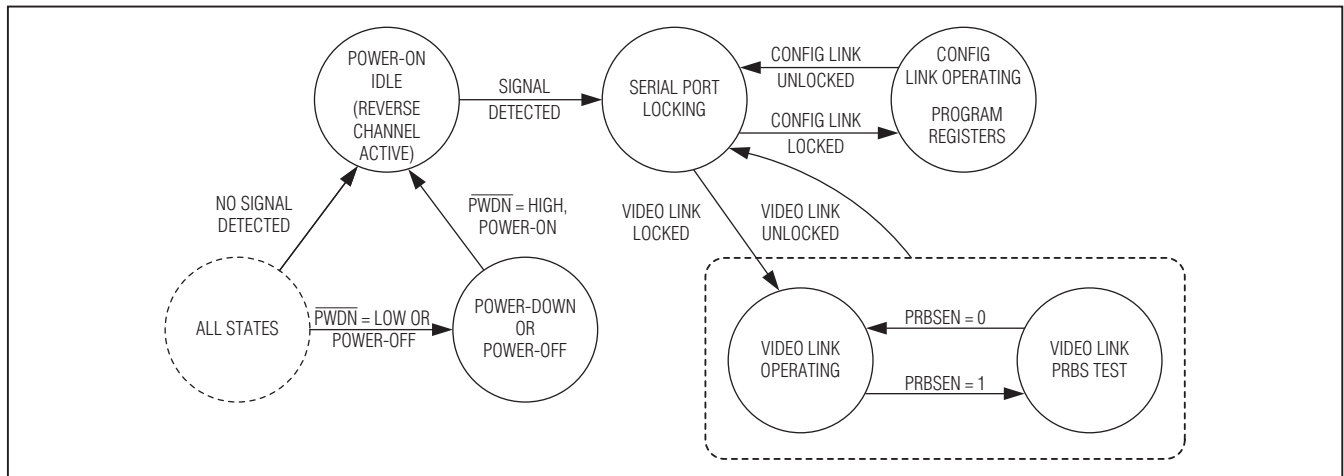 POWER-ON
IDLE
(REVERSE
CHANNEL
ACTIVE)
SIGNAL
DETECTED
SERIAL PORT
LOCKING
CONFIG LINK
UNLOCKED
CONFIG LINK
LOCKED
CONFIG
LINK OPERATING
PROGRAM
REGISTERS
NO SIGNAL
DETECTED
P̅W̅D̅N̅ = HIGH,
POWER-ON
VIDEO LINK
LOCKED
VIDEO LINK
UNLOCKED
ALL STATES
P̅W̅D̅N̅ = LOW OR
POWER-OFF
POWER-DOWN
OR
POWER-OFF
VIDEO LINK
OPERATING
PRBSEN = 0
PRBSEN = 1
VIDEO LINK
PRBS TEST